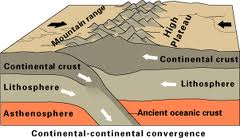 Mountain range
High
Plateau
Continental crust
Continental crust
Lithosphere
Lithosphere
Asthenosphere
Ancient oceanic crust
Continental-continental convergence